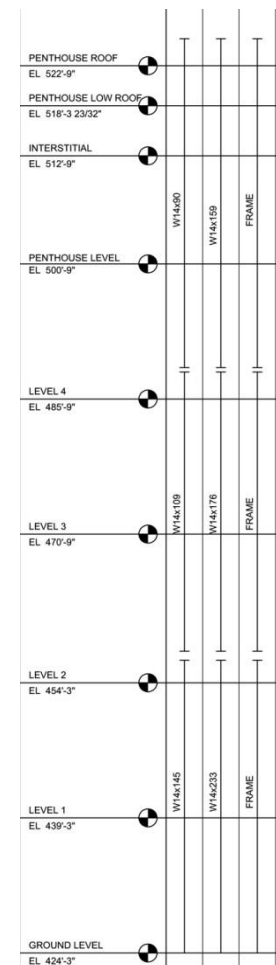 PENTHOUSE ROOF
EL 522'-9"
PENTHOUSE LOW ROOF
EL 518'-3 23/32"
INTERSTITIAL
EL 512'-9"
W14x90
W14x159
FRAME
PENTHOUSE LEVEL
EL 500'-9"
LEVEL 4
EL 485'-9"
W14x109
W14x176
FRAME
LEVEL 3
EL 470'-9"
LEVEL 2
EL 454'-3"
W14x145
W14x233
FRAME
LEVEL 1
EL 439'-3"
GROUND LEVEL
EL 424'-3"